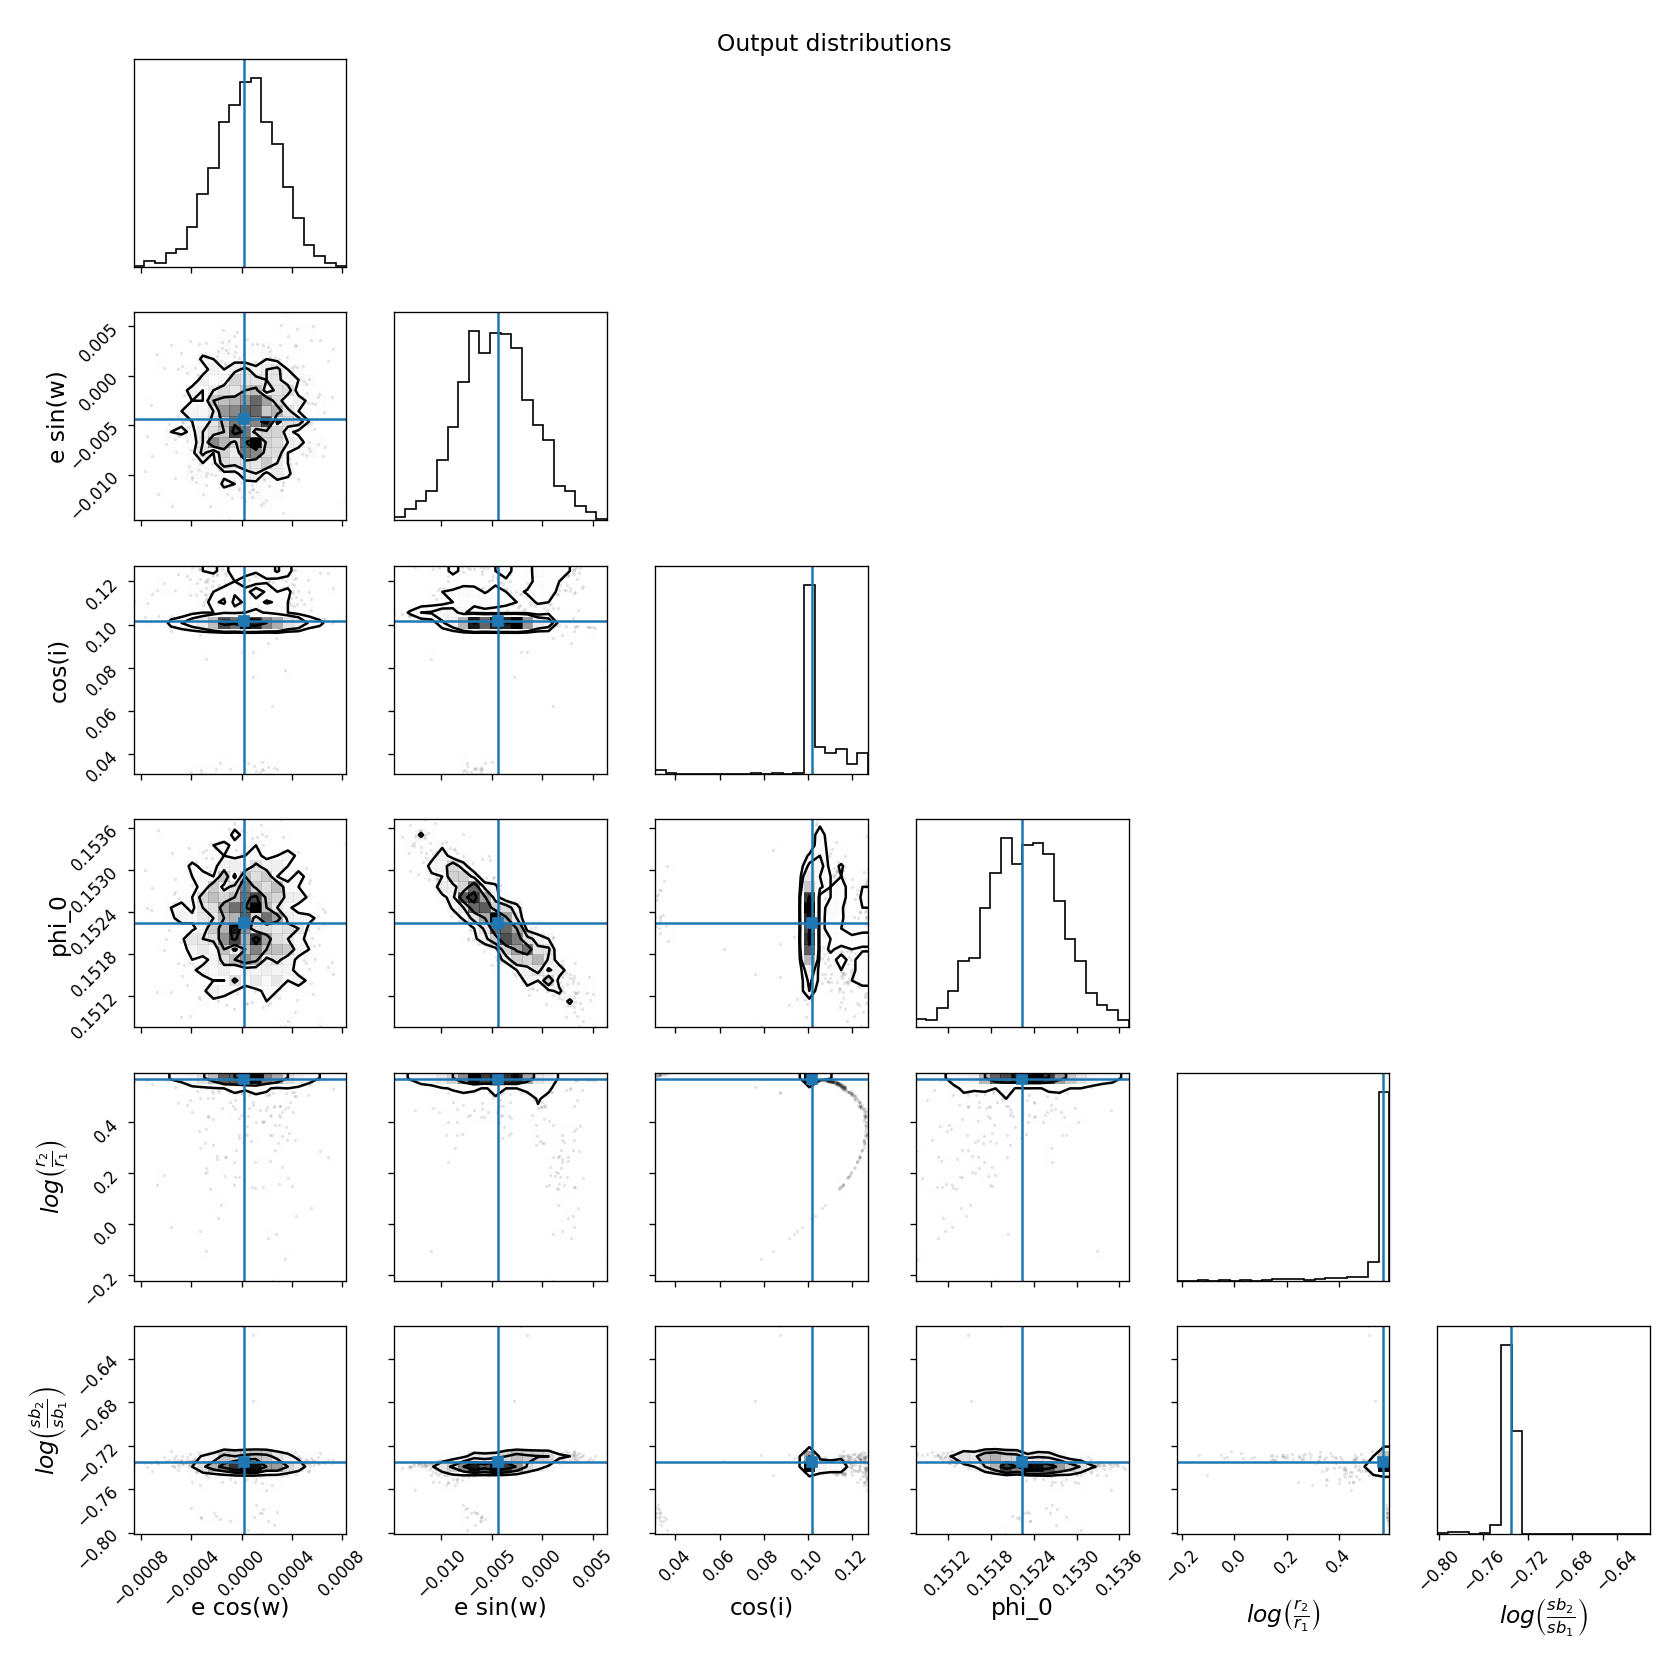 Output distributions
e sin(w)
0.005
0.000
−0.005
−0.010
cos(i)
0.12
0.10
0.08
0.06
0.04
phi_0
0.1536
0.1530
0.1524
0.1518
0.1512
log(r₂/r₁)
0.4
0.2
0.0
−0.2
log(sb₂/sb₁)
−0.64
−0.68
−0.72
−0.76
−0.80
−0.0008 −0.0004 0.0000 0.0004 0.0008
−0.010 −0.005 0.000 0.005
0.04 0.06 0.08 0.10 0.12
0.1512 0.1518 0.1524 0.1530 0.1536
−0.2 0.0 0.2 0.4
−0.80 −0.76 −0.72 −0.68 −0.64
e cos(w)
e sin(w)
cos(i)
phi_0
log(r₂/r₁)
log(sb₂/sb₁)